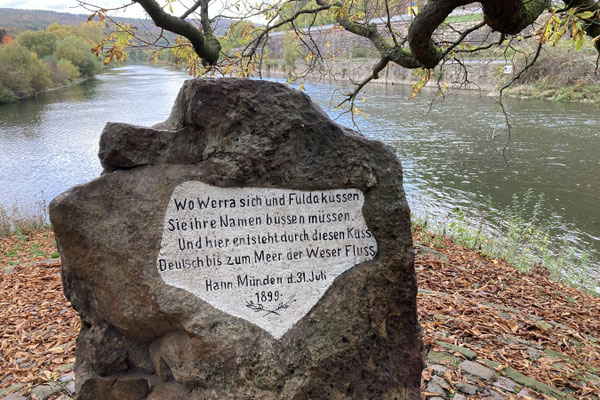 Wo Werra sich und Fulda küssen
Sie ihre Namen büssen müssen.
Und hier entsteht durch diesen Kuss
Deutsch bis zum Meer der Weser Fluss.
Hann. Münden d. 31. Juli
1899.